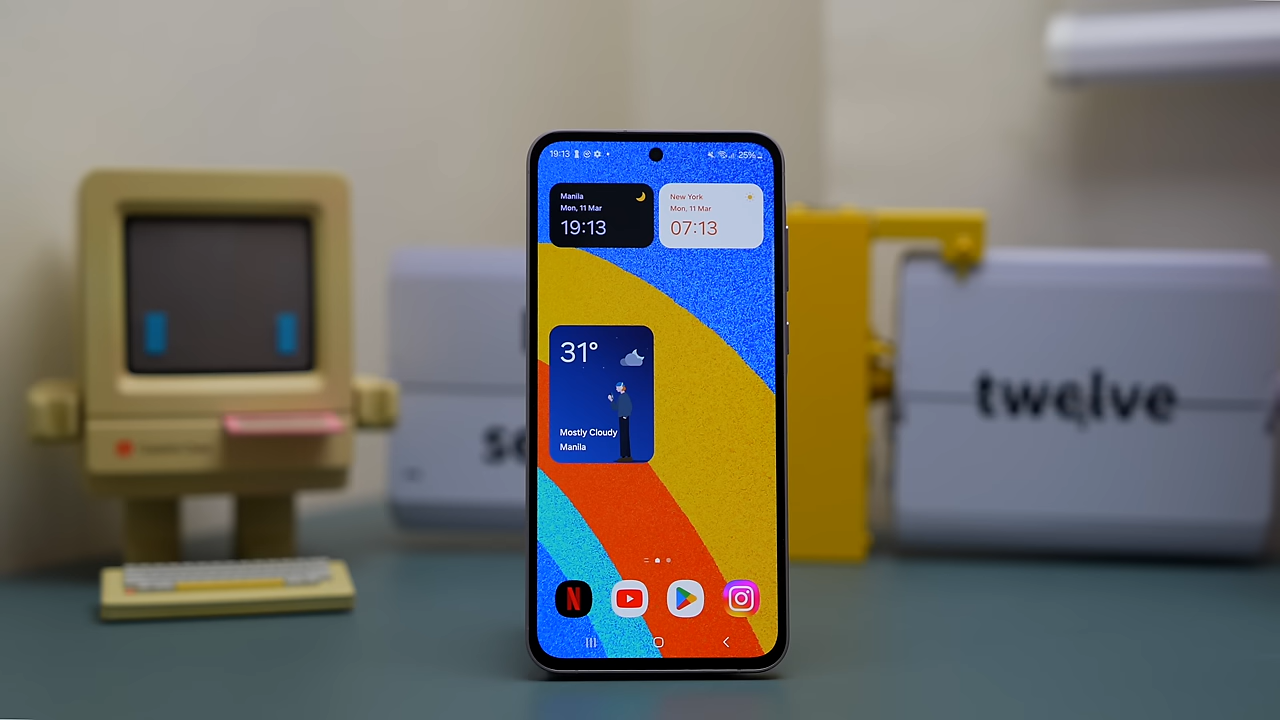 19:13
25%
Manila
Mon, 11 Mar
19:13
New York
Mon, 11 Mar
07:13
31°
Mostly Cloudy
Manila
N
twelve